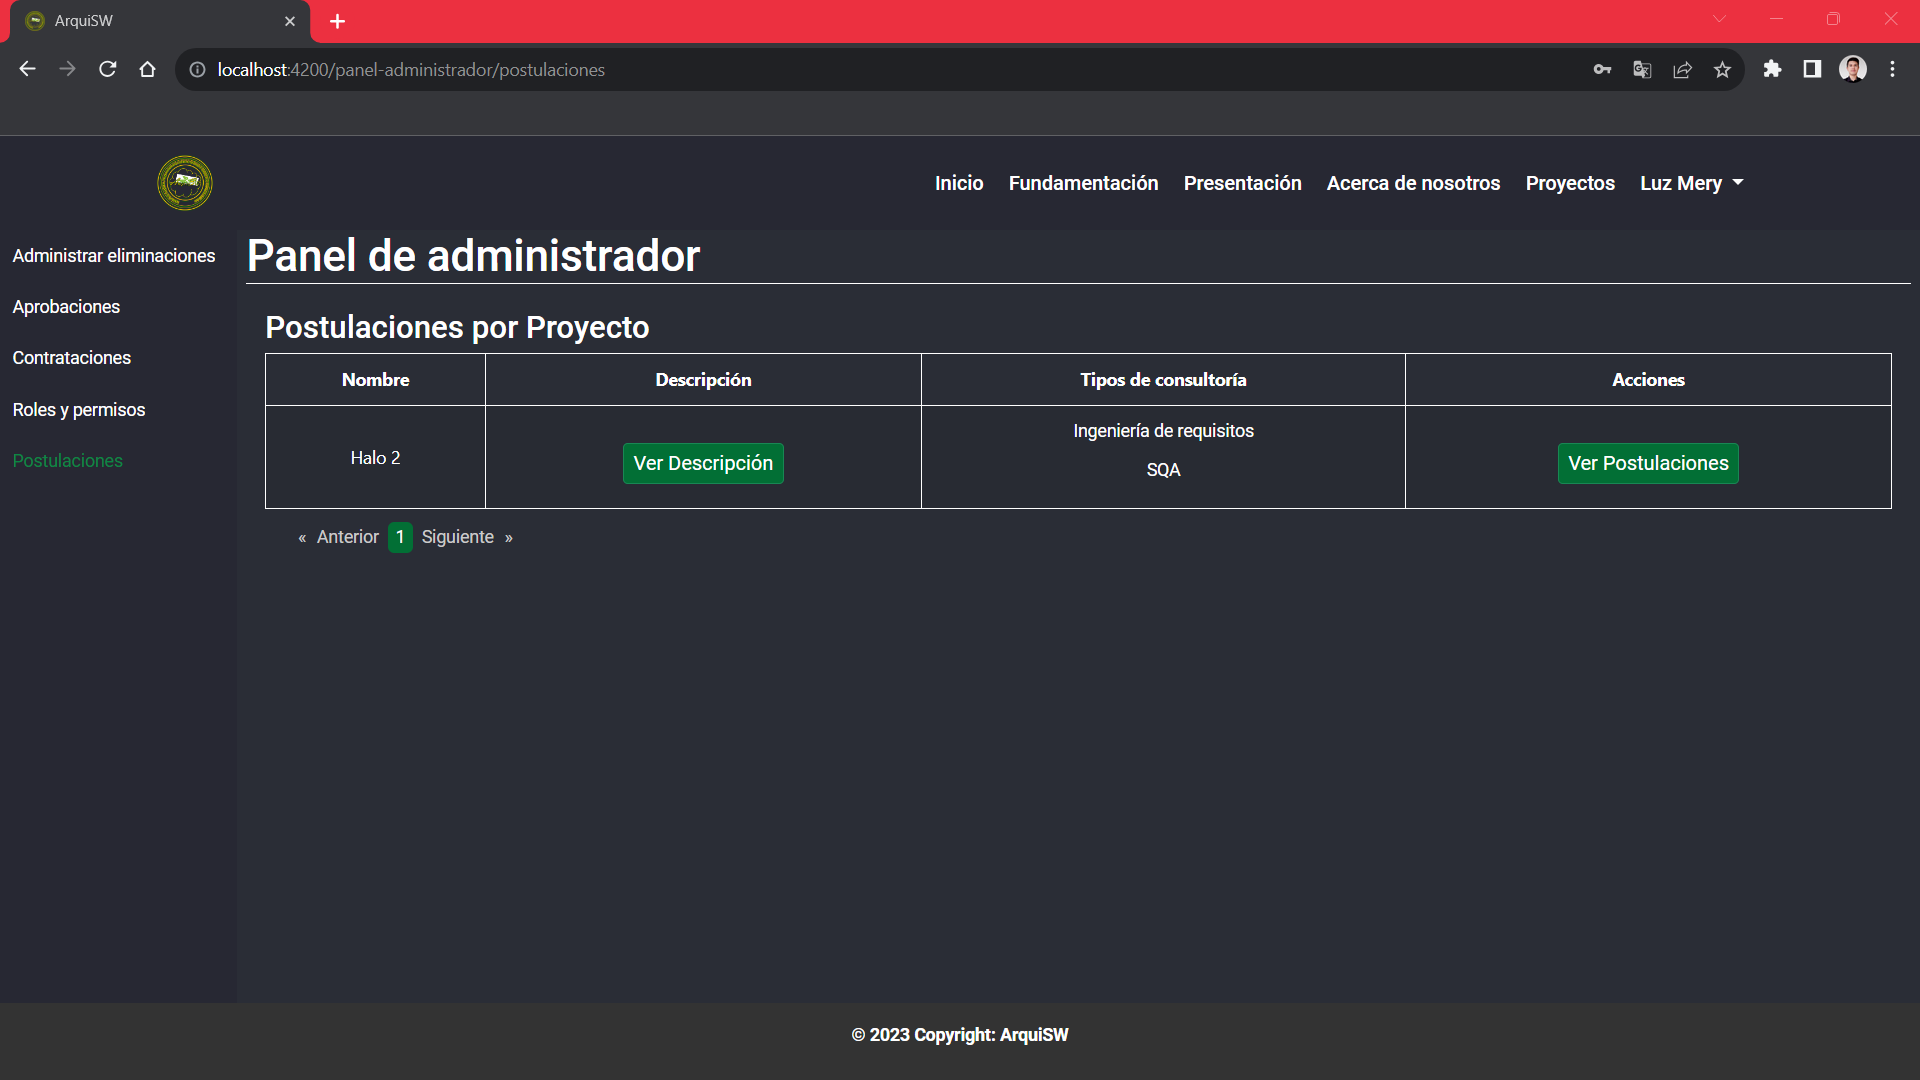 ArquiSW
localhost:4200/panel-administrador/postulaciones
Inicio Fundamentación Presentación Acerca de nosotros Proyectos Luz Mery
Administrar eliminaciones
Aprobaciones
Contrataciones
Roles y permisos
Postulaciones
Panel de administrador
Postulaciones por Proyecto
Nombre Descripción Tipos de consultoría Acciones
Halo 2 Ver Descripción Ingeniería de requisitos Ver Postulaciones
SQA
« Anterior 1 Siguiente »
© 2023 Copyright: ArquiSW